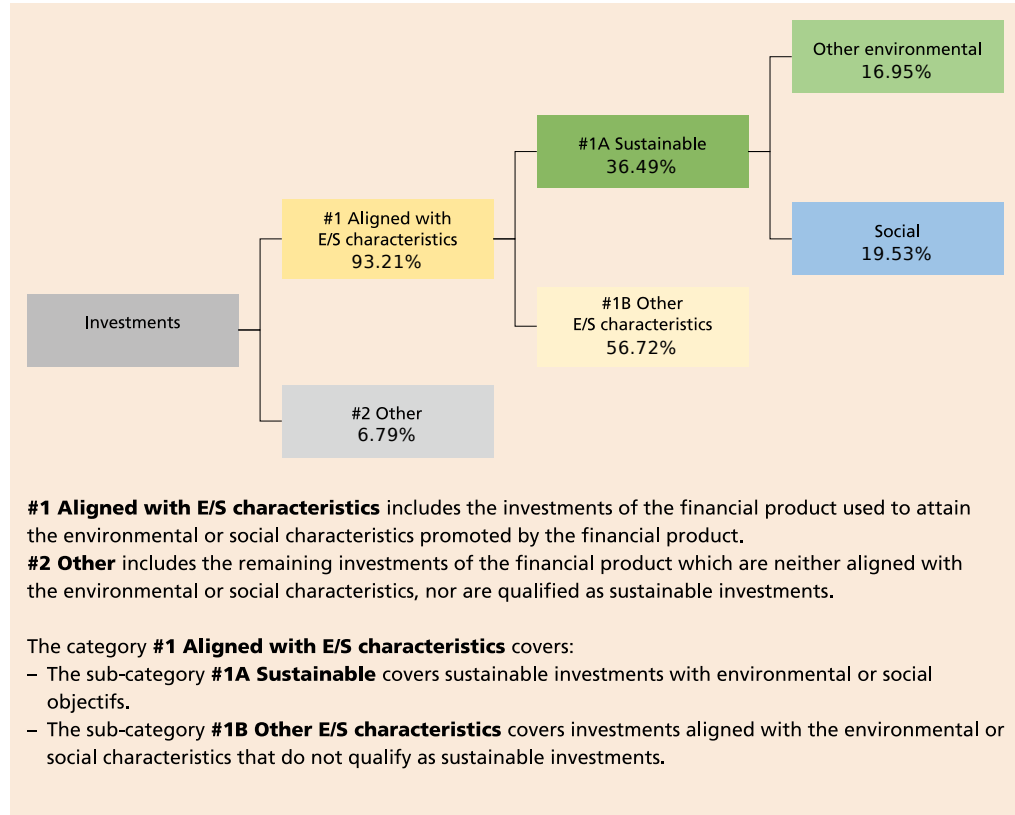 Other environmental
16.95%
#1A Sustainable
36.49%
#1 Aligned with
E/S characteristics
93.21%
Social
19.53%
Investments
#1B Other
E/S characteristics
56.72%
#2 Other
6.79%
#1 Aligned with E/S characteristics includes the investments of the financial product used to attain
the environmental or social characteristics promoted by the financial product.
#2 Other includes the remaining investments of the financial product which are neither aligned with
the environmental or social characteristics, nor are qualified as sustainable investments.
The category #1 Aligned with E/S characteristics covers:
– The sub-category #1A Sustainable covers sustainable investments with environmental or social
objectifs.
– The sub-category #1B Other E/S characteristics covers investments aligned with the environmental or
social characteristics that do not qualify as sustainable investments.